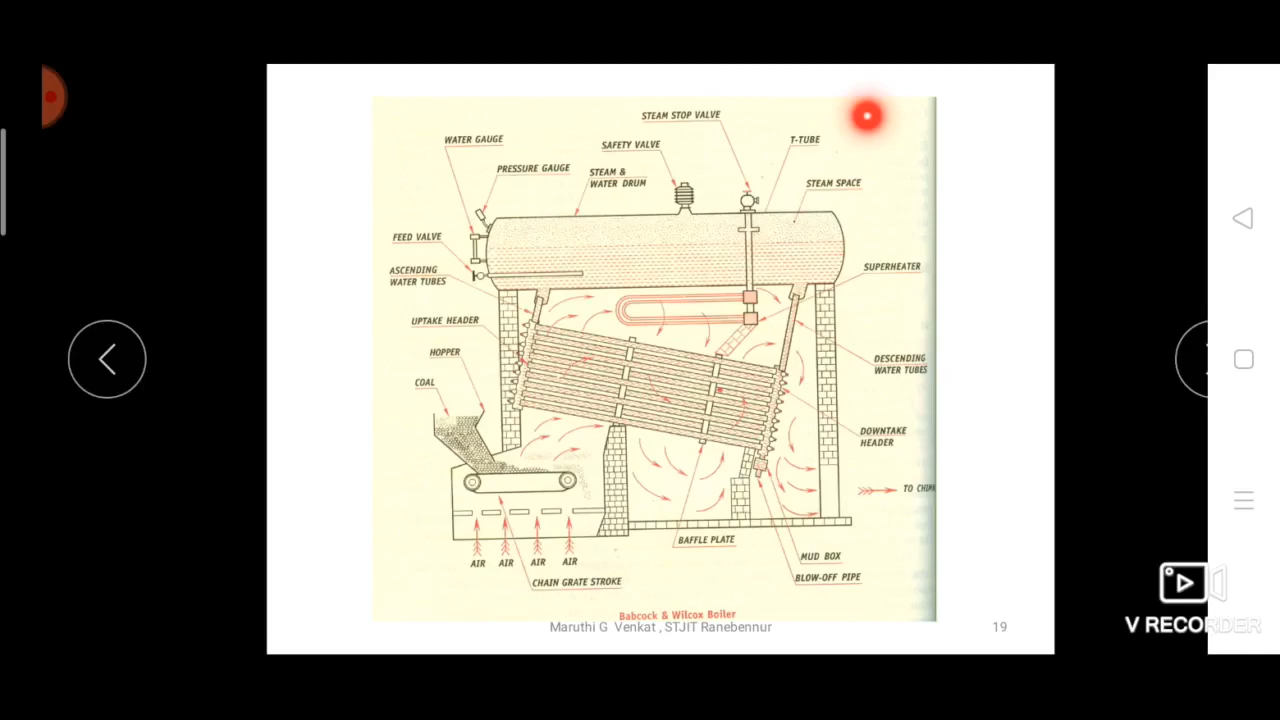 STEAM STOP VALVE
WATER GAUGE
SAFETY VALVE
T-TUBE
PRESSURE GAUGE
STEAM &
WATER DRUM
STEAM SPACE
FEED VALVE
ASCENDING
WATER TUBES
SUPERHEATER
UPTAKE HEADER
HOPPER
DESCENDING
WATER TUBES
COAL
DOWNTAKE
HEADER
TO CHIM
BAFFLE PLATE
MUD BOX
AIR AIR AIR AIR
BLOW-OFF PIPE
CHAIN GRATE STROKE
Babcock & Wilcox Boiler
Maruthi G Venkat , STJIT Ranebennur
19
V RECORDER